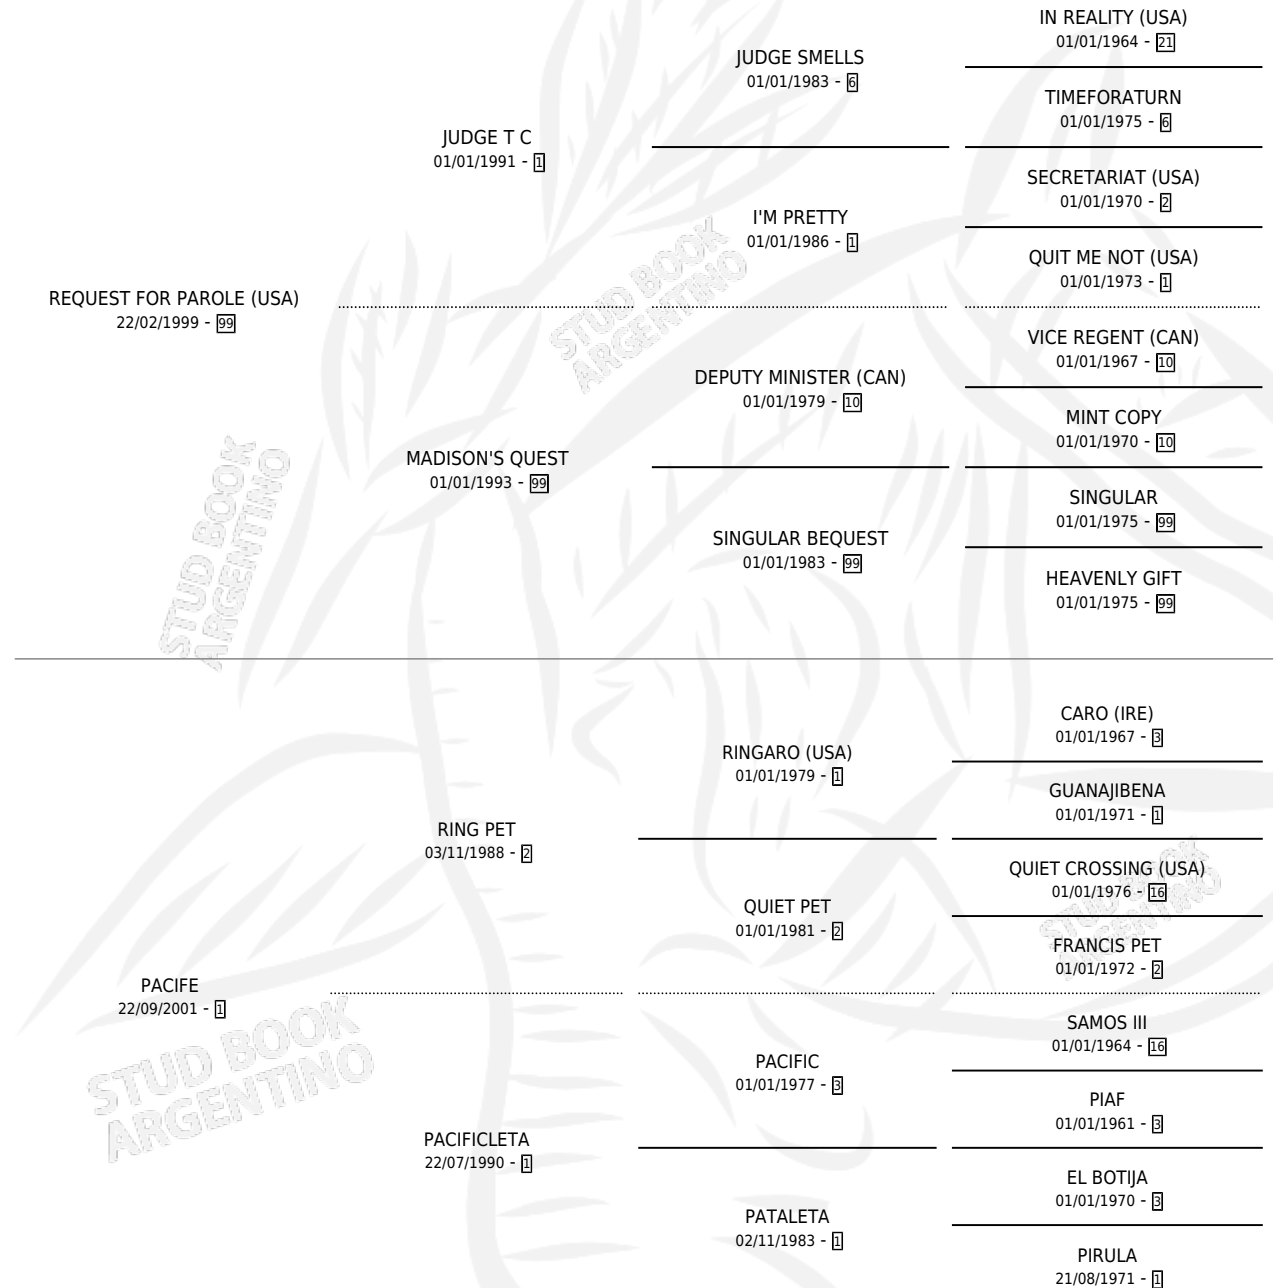 IN REALITY (USA)
01/01/1964 - 21
JUDGE SMELLS
01/01/1983 - 6
TIMEFORATURN
01/01/1975 - 6
JUDGE T C
01/01/1991 - 1
SECRETARIAT (USA)
01/01/1970 - 2
I'M PRETTY
01/01/1986 - 1
QUIT ME NOT (USA)
01/01/1973 - 1
REQUEST FOR PAROLE (USA)
22/02/1999 - 99
VICE REGENT (CAN)
01/01/1967 - 10
DEPUTY MINISTER (CAN)
01/01/1979 - 10
MINT COPY
01/01/1970 - 10
MADISON'S QUEST
01/01/1993 - 99
SINGULAR
01/01/1975 - 99
SINGULAR BEQUEST
01/01/1983 - 99
HEAVENLY GIFT
01/01/1975 - 99
STUD BOOK
ARGENTINO
STUD BOOK
ARGENTINO
CARO (IRE)
01/01/1967 - 3
RINGARO (USA)
01/01/1979 - 1
GUANAJIBENA
01/01/1971 - 1
RING PET
03/11/1988 - 2
QUIET CROSSING (USA)
01/01/1976 - 16
QUIET PET
01/01/1981 - 2
FRANCIS PET
01/01/1972 - 2
PACIFE
22/09/2001 - 1
SAMOS III
01/01/1964 - 16
PACIFIC
01/01/1977 - 3
PIAF
01/01/1961 - 3
PACIFICLETA
22/07/1990 - 1
EL BOTIJA
01/01/1970 - 3
PATALETA
02/11/1983 - 1
PIRULA
21/08/1971 - 1
STUD BOOK
ARGENTINO
STUD BOOK
ARGENTINO